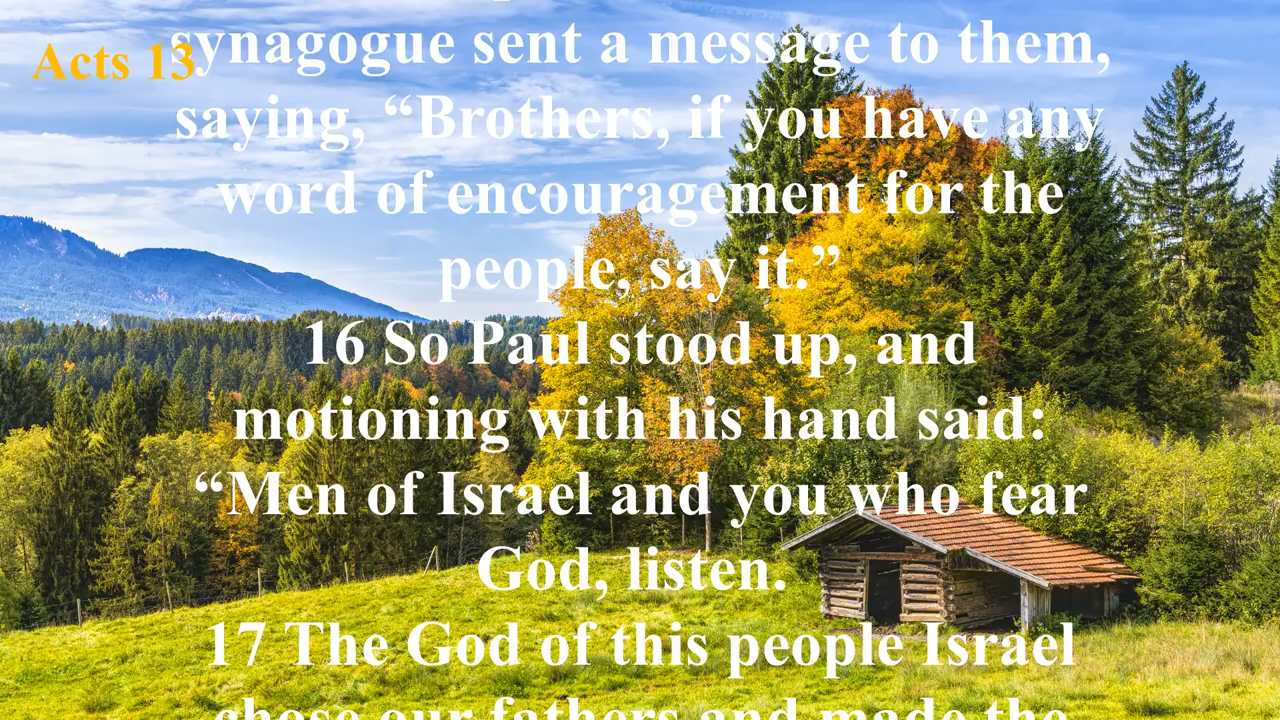 Acts 13
synagogue sent a message to them,
saying, “Brothers, if you have any
word of encouragement for the
people, say it.”
16 So Paul stood up, and
motioning with his hand said:
“Men of Israel and you who fear
God, listen.
17 The God of this people Israel
chose our fathers and made the